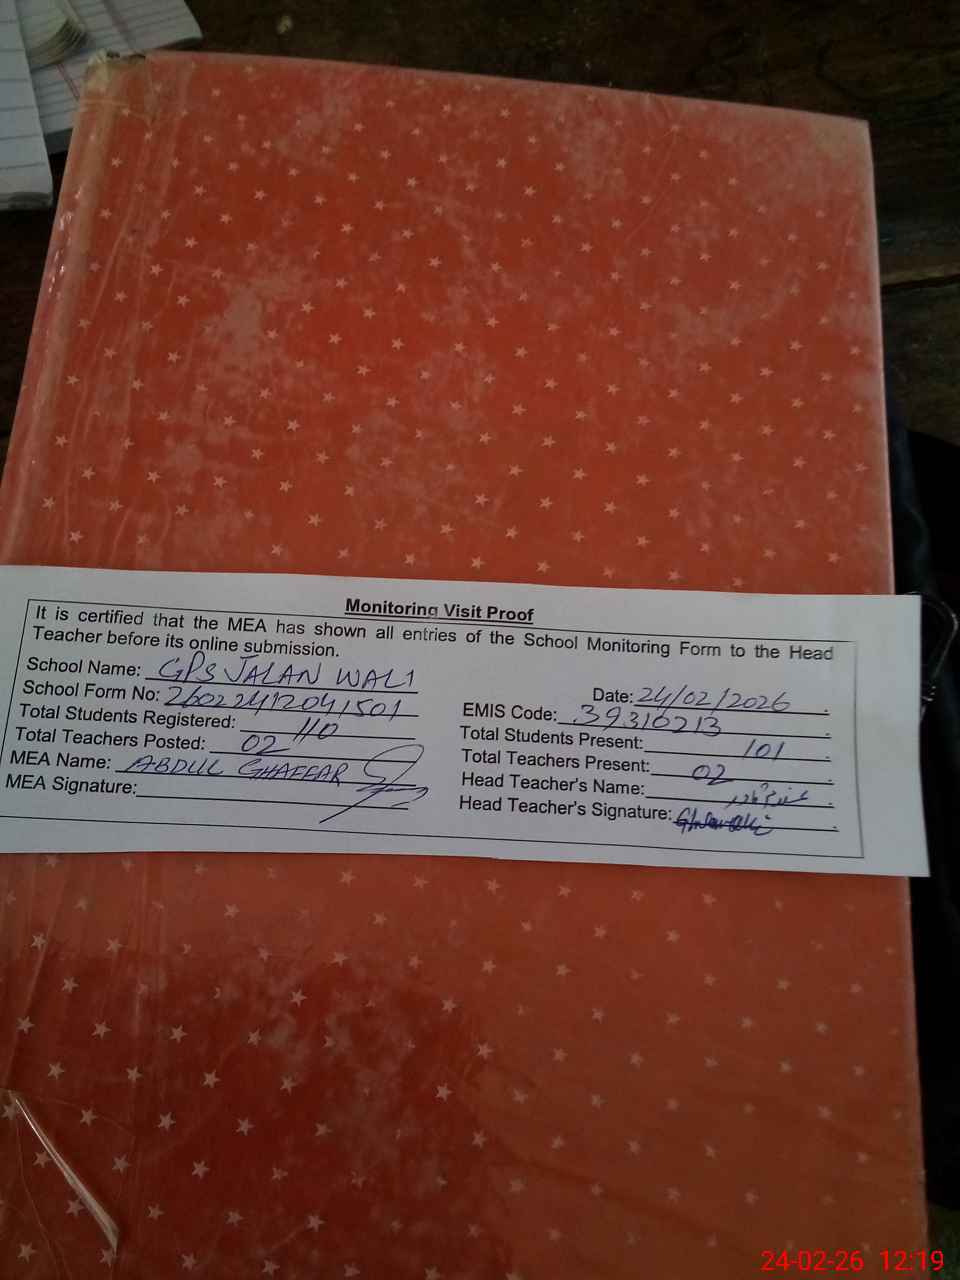 Monitoring Visit Proof
It is certified that the MEA has shown all entries of the School Monitoring Form to the Head
Teacher before its online submission.
School Name: GPS JALAN WALI
Date: 24/02/2026.
School Form No: 26022412041501
EMIS Code: 39310213.
Total Students Registered: 110
Total Students Present: 101.
Total Teachers Posted: 02
Total Teachers Present: 02.
MEA Name: ABDUL GHAFFAR
Head Teacher's Name: .
MEA Signature:
Head Teacher's Signature: .
24-02-26 12:19